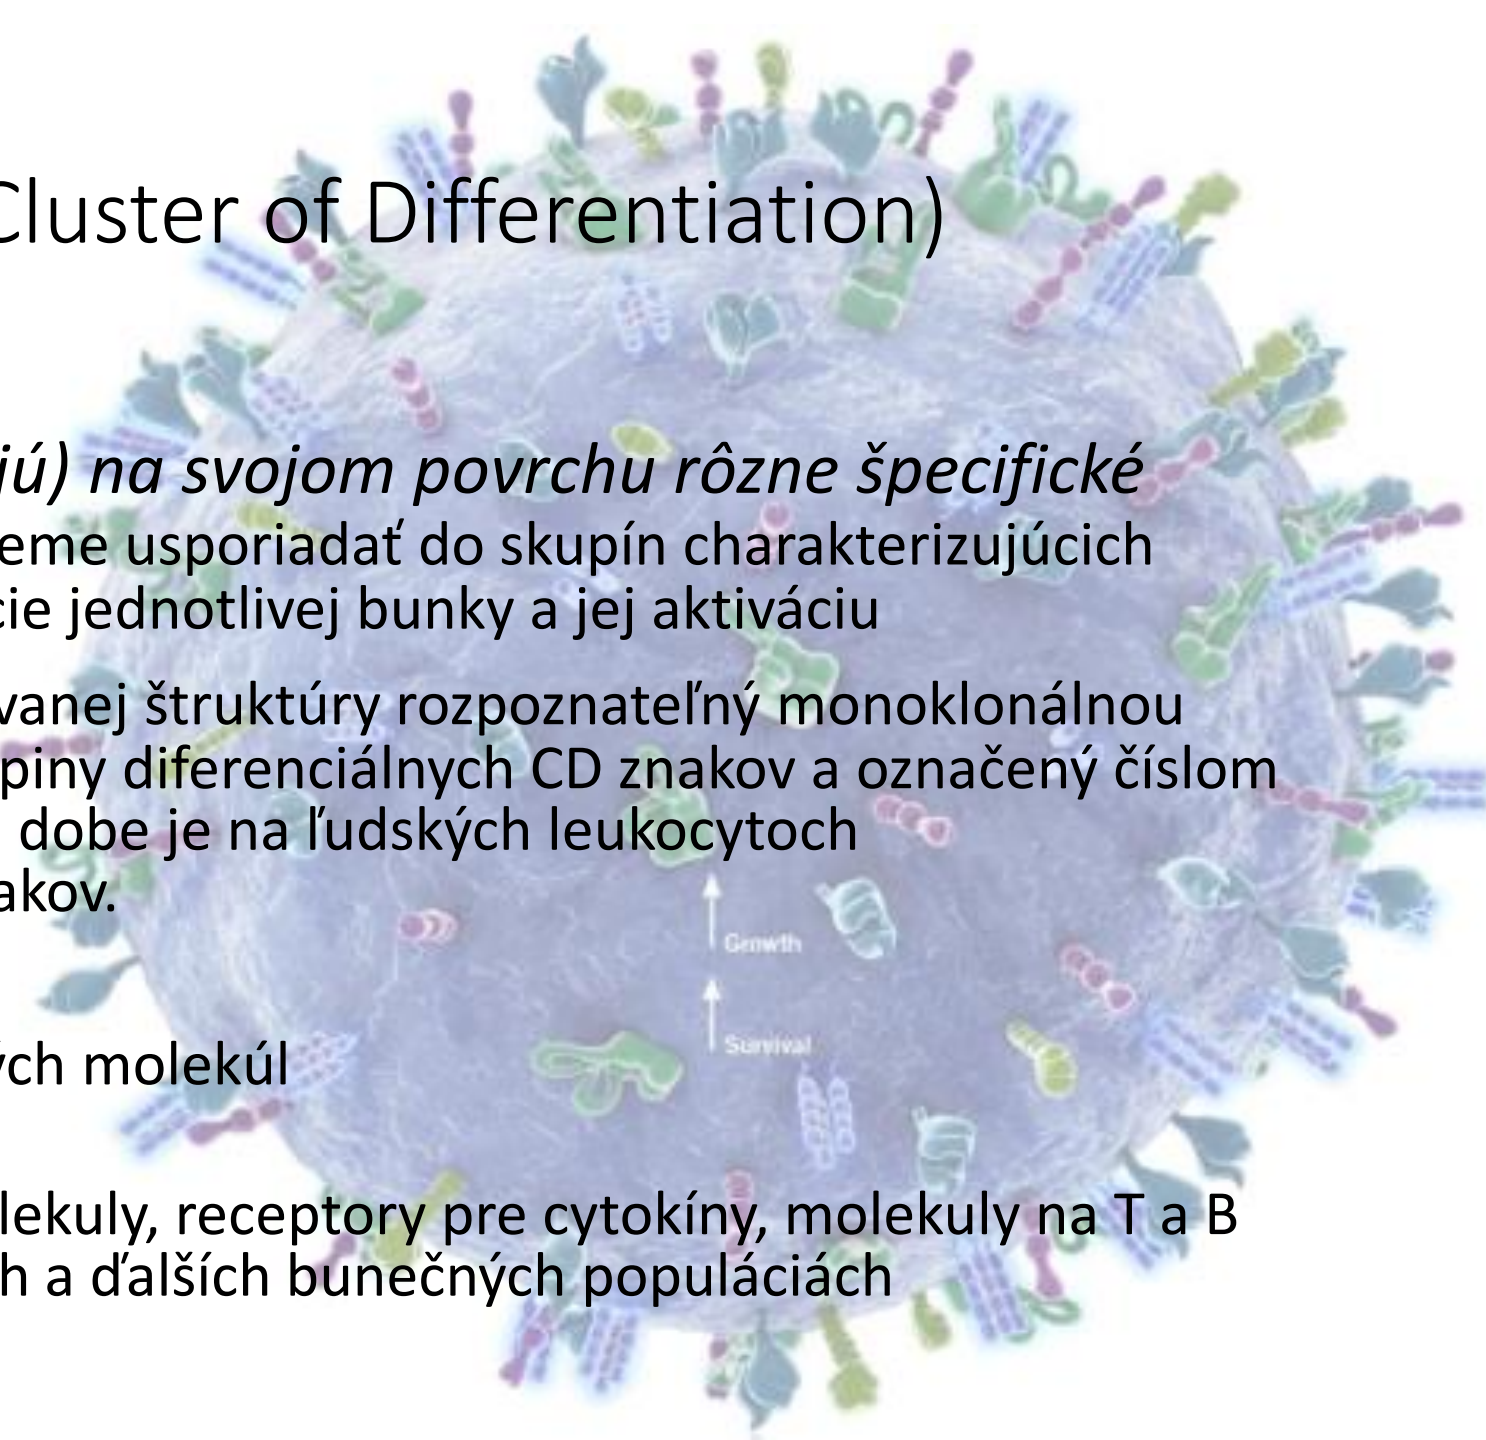 Cluster of Differentiation)
jú) na svojom povrchu rôzne špecifické
eme usporiadať do skupín charakterizujúcich
cie jednotlivej bunky a jej aktiváciu
vanej štruktúry rozpoznateľný monoklonálnou
piny diferenciálnych CD znakov a označený číslom
dobe je na ľudských leukocytoch
akov.
Growth
Survival
ých molekúl
lekuly, receptory pre cytokíny, molekuly na T a B
h a ďalších bunečných populáciách